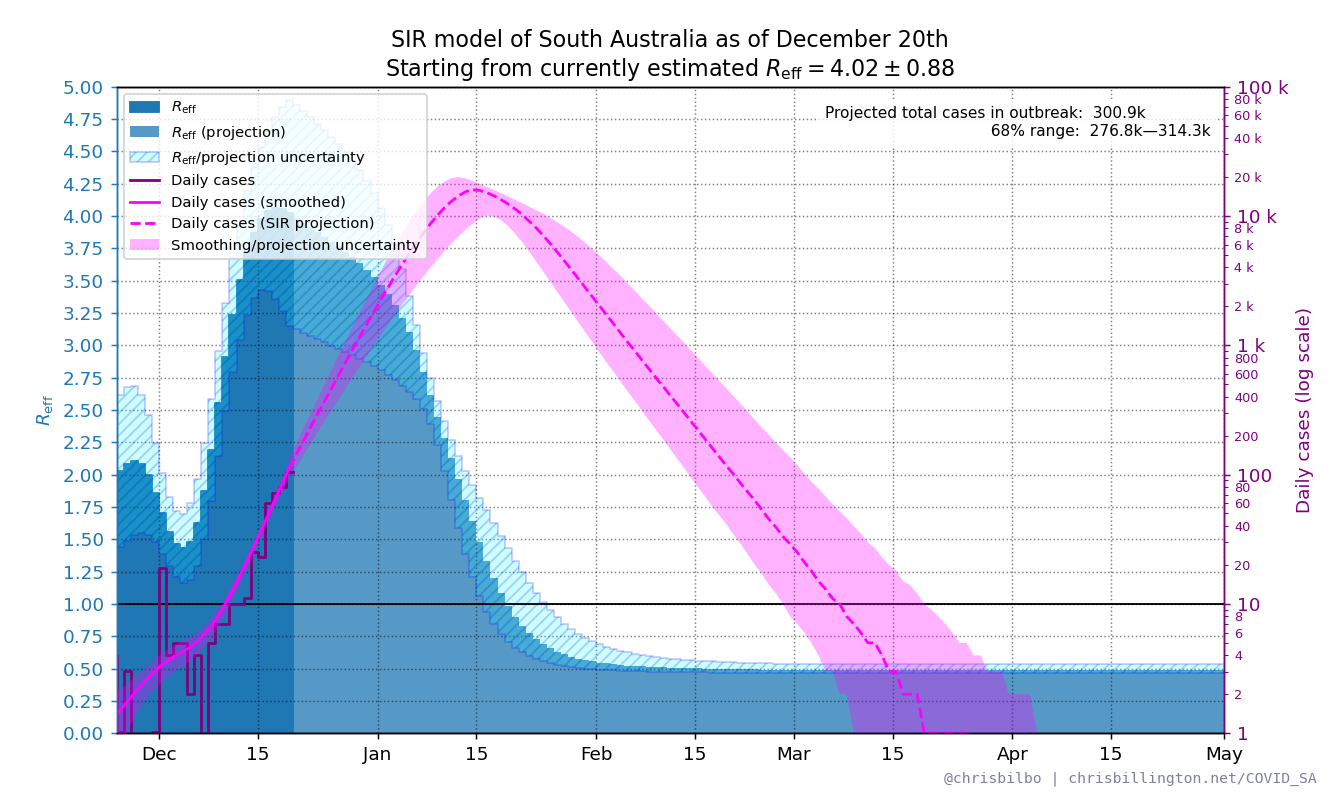 SIR model of South Australia as of December 20th
Starting from currently estimated R_eff = 4.02 ± 0.88
Projected total cases in outbreak: 300.9k
68% range: 276.8k—314.3k
R_eff
R_eff (projection)
R_eff/projection uncertainty
Daily cases
Daily cases (smoothed)
Daily cases (SIR projection)
Smoothing/projection uncertainty
R_eff
5.00
4.75
4.50
4.25
4.00
3.75
3.50
3.25
3.00
2.75
2.50
2.25
2.00
1.75
1.50
1.25
1.00
0.75
0.50
0.25
0.00
Dec 15 Jan 15 Feb 15 Mar 15 Apr 15 May
100 k
80 k
60 k
40 k
20 k
10 k
8 k
6 k
4 k
2 k
1 k
800
600
400
200
100
80
60
40
20
10
8
6
4
2
1
Daily cases (log scale)
@chrisbilbo | chrisbillington.net/COVID_SA